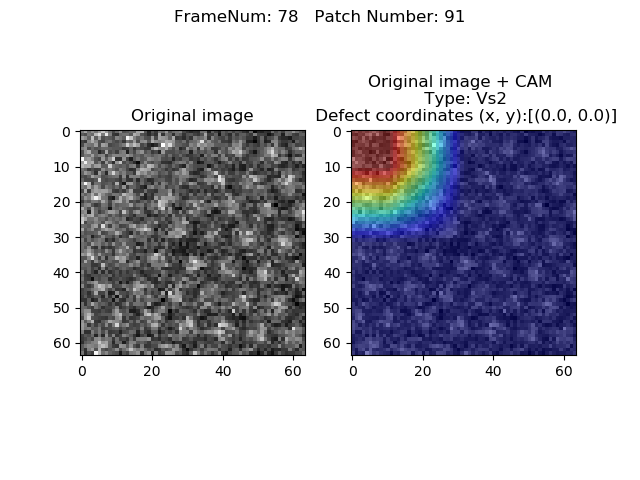 FrameNum: 78   Patch Number: 91
Original image
Original image + CAM
Type: Vs2
Defect coordinates (x, y):[(0.0, 0.0)]
0
10
20
30
40
50
60
0 20 40 60
0
10
20
30
40
50
60
0 20 40 60